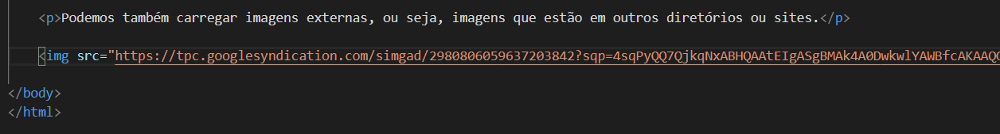 <p>Podemos também carregar imagens externas, ou seja, imagens que estão em outros diretórios ou sites.</p>
<img src="https://tpc.googlesyndication.com/simgad/2980806059637203842?sqp=4sqPyQQ7QjkqNxABHQAAtEIgASgBMAk4A0DwkwlYAWBfcAKAAQ
</body>
</html>